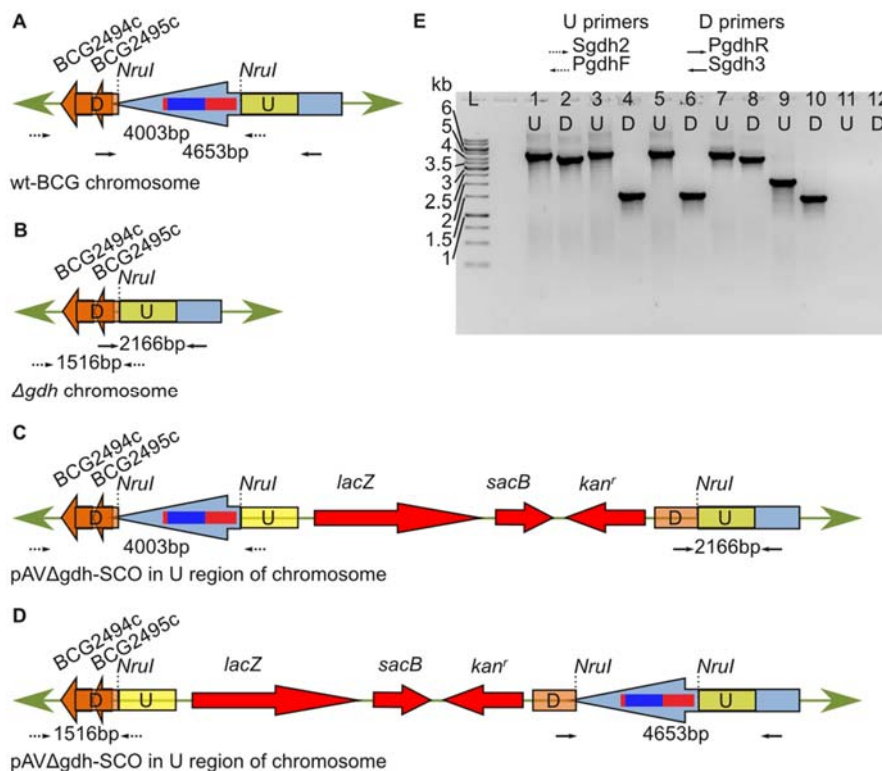 A
BCG2494c
BCG2495c
NruI
NruI
D
U
4003bp
4653bp
wt-BCG chromosome
B
BCG2494c
BCG2495c
NruI
D
U
2166bp
1516bp
Δgdh chromosome
C
BCG2494c
BCG2495c
NruI
NruI
lacZ
sacB
kanʳ
NruI
D
U
D
U
4003bp
2166bp
pAVΔgdh-SCO in U region of chromosome
D
BCG2494c
BCG2495c
NruI
lacZ
sacB
kanʳ
NruI
NruI
D
U
D
U
1516bp
4653bp
pAVΔgdh-SCO in U region of chromosome
E
U primers
D primers
Sgdh2
PgdhR
PgdhF
Sgdh3
kb
L 1 2 3 4 5 6 7 8 9 10 11 12
U D U D U D U D U D U D
6
5
4
3.5
3
2.5
2
1.5
1